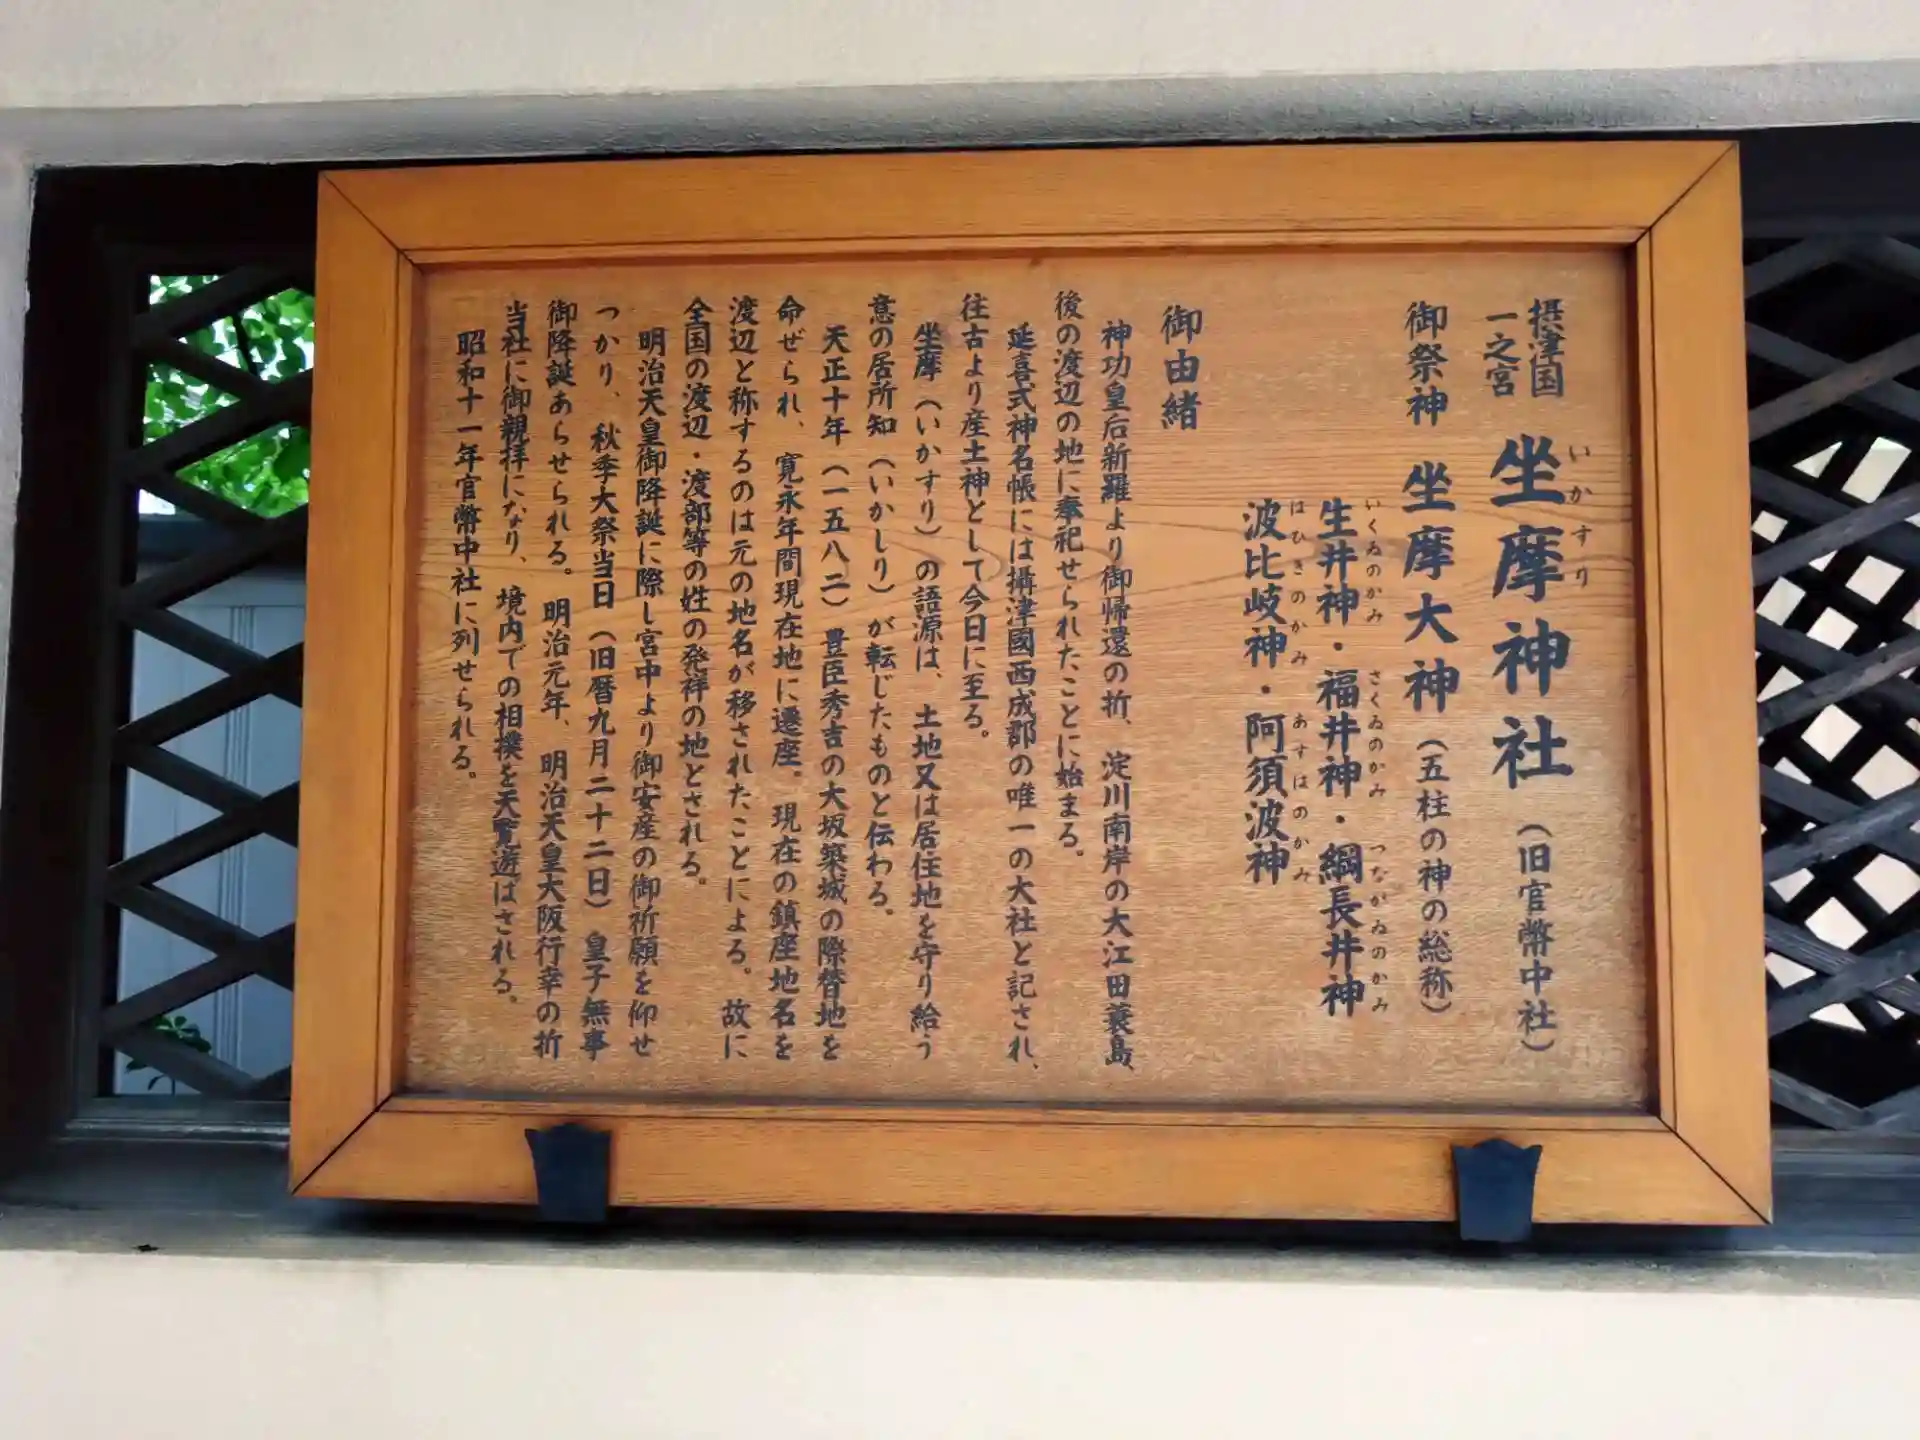 摂津国
一之宮
坐摩神社（旧官幣中社）
いかすり
御祭神 坐摩大神（五柱の神の総称）
生井神・福井神・綱長井神
いくゐのかみ さくゐのかみ つながゐのかみ
波比岐神・阿須波神
はひきのかみ あすはのかみ
御由緒
神功皇后新羅より御帰還の折、淀川南岸の大江田蓑島、
後の渡辺の地に奉祀せられたことに始まる。
延喜式神名帳には攝津國西成郡の唯一の大社と記され、
往古より産土神として今日に至る。
坐摩（いかすり）の語源は、土地又は居住地を守り給う
意の居所知（いかしり）が転じたものと伝わる。
天正十年（一五八二）豊臣秀吉の大坂築城の際替地を
命ぜられ、寛永年間現在地に遷座。現在の鎮座地名を
渡辺と称するのは元の地名が移されたことによる。故に
全国の渡辺・渡部等の姓の発祥の地とされる。
明治天皇御降誕に際し宮中より御安産の御祈願を仰せ
つかり、秋季大祭当日（旧暦九月二十二日）皇子無事
御降誕あらせられる。明治元年、明治天皇大阪行幸の折
当社に御親拝になり、境内での相撲を天覧遊ばされる。
昭和十一年官幣中社に列せられる。